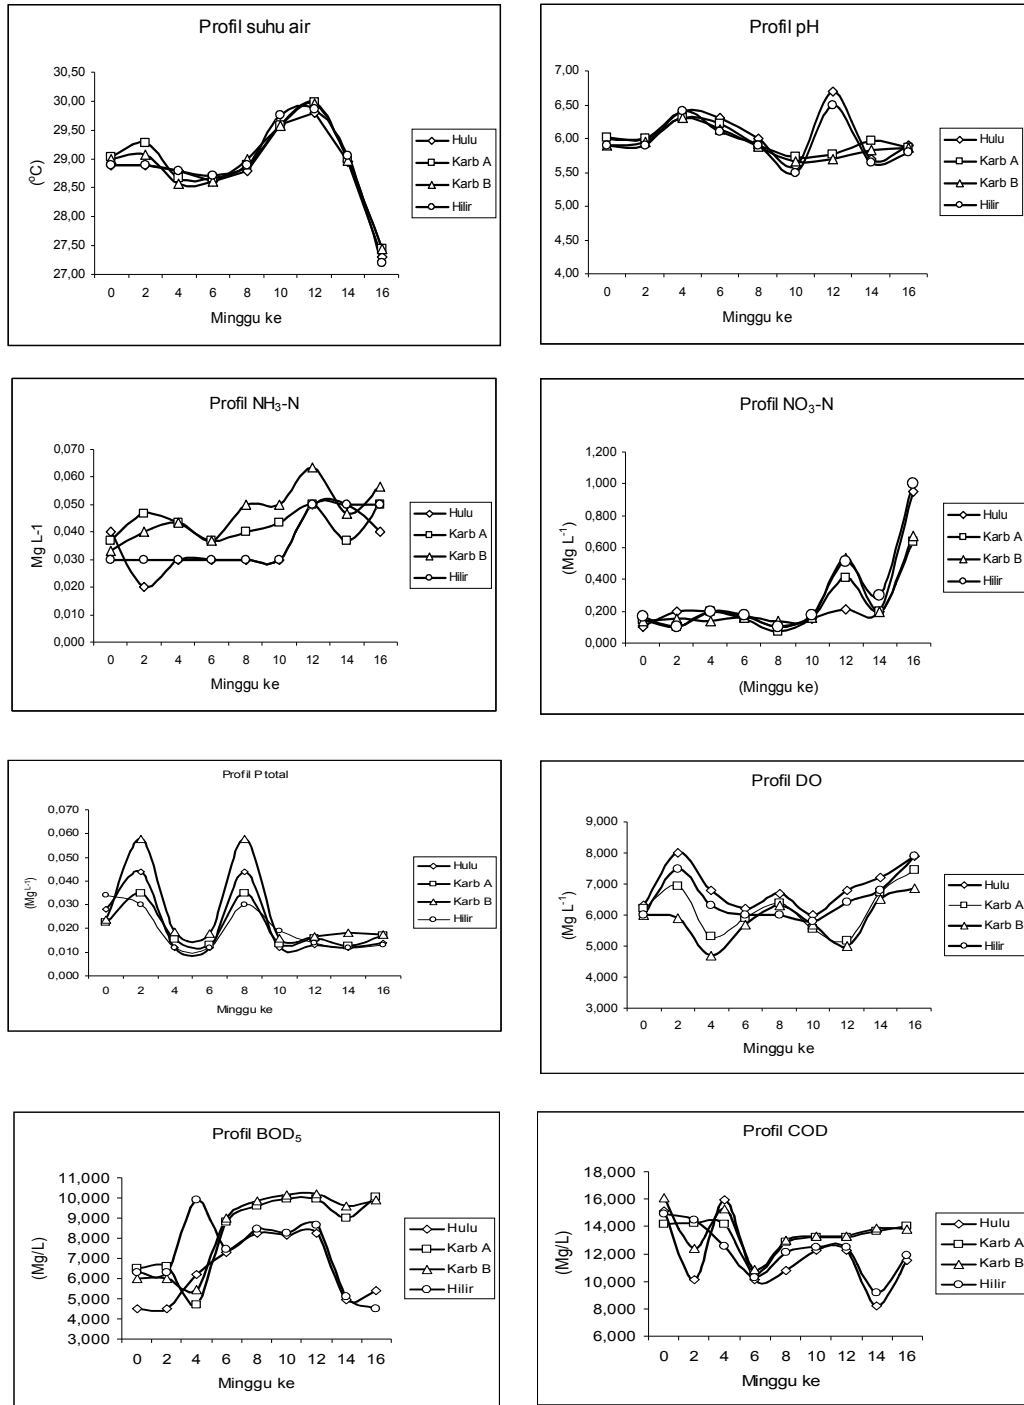 Profil suhu air
30,50
30,00
29,50
29,00
28,50
28,00
27,50
27,00
(ºC)
0 2 4 6 8 10 12 14 16
Minggu ke
Hulu
Karb A
Karb B
Hilir
Profil pH
7,00
6,50
6,00
5,50
5,00
4,50
4,00
0 2 4 6 8 10 12 14 16
Minggu ke
Hulu
Karb A
Karb B
Hilir
Profil NH₃-N
0,070
0,060
0,050
0,040
0,030
0,020
0,010
0,000
Mg L-1
0 2 4 6 8 10 12 14 16
Minggu ke
Hulu
Karb A
Karb B
Hilir
Profil NO₃-N
1,200
1,000
0,800
0,600
0,400
0,200
0,000
(Mg L⁻¹)
0 2 4 6 8 10 12 14 16
(Minggu ke)
Hulu
Karb A
Karb B
Hilir
Profil P total
0,070
0,060
0,050
0,040
0,030
0,020
0,010
0,000
(MgL⁻¹)
0 2 4 6 8 10 12 14 16
Minggu ke
Hulu
Karb A
Karb B
Hilir
Profil DO
9,000
8,000
7,000
6,000
5,000
4,000
3,000
(Mg L⁻¹)
0 2 4 6 8 10 12 14 16
Minggu ke
Hulu
Karb A
Karb B
Hilir
Profil BOD₅
11,000
10,000
9,000
8,000
7,000
6,000
5,000
4,000
3,000
(Mg/L)
0 2 4 6 8 10 12 14 16
Minggu ke
Hulu
Karb A
Karb B
Hilir
Profil COD
18,000
16,000
14,000
12,000
10,000
8,000
6,000
(Mg/L)
0 2 4 6 8 10 12 14 16
Minggu ke
Hulu
Karb A
Karb B
Hilir